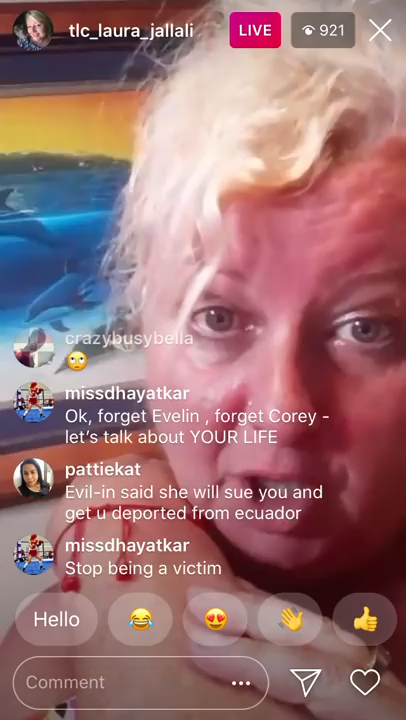 tlc_laura_jallali
LIVE
921
crazybusybella
🙄
missdhayatkar
Ok, forget Evelin , forget Corey -
let's talk about YOUR LIFE
pattiekat
Evil-in said she will sue you and
get u deported from ecuador
missdhayatkar
Stop being a victim
Hello
Comment